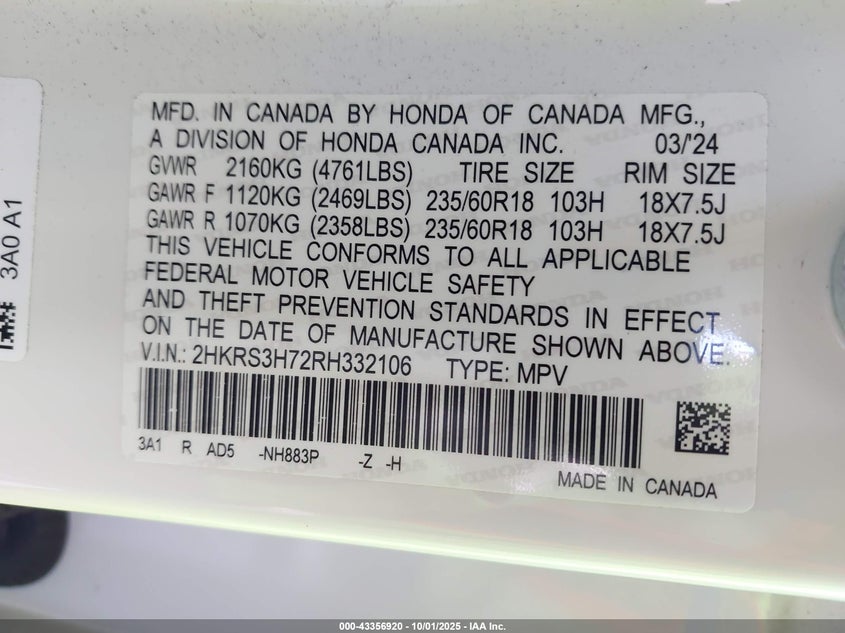 MFD. IN CANADA BY HONDA OF CANADA MFG.,
A DIVISION OF HONDA CANADA INC. 03/'24
GVWR 2160KG (4761LBS) TIRE SIZE RIM SIZE
GAWR F 1120KG (2469LBS) 235/60R18 103H 18X7.5J
GAWR R 1070KG (2358LBS) 235/60R18 103H 18X7.5J
THIS VEHICLE CONFORMS TO ALL APPLICABLE
FEDERAL MOTOR VEHICLE SAFETY
AND THEFT PREVENTION STANDARDS IN EFFECT
ON THE DATE OF MANUFACTURE SHOWN ABOVE.
V.I.N.: 2HKRS3H72RH332106 TYPE: MPV
3A1 R AD5 -NH883P -Z -H
MADE IN CANADA
3A0 A1
000-43356920 - 10/01/2025 - IAA Inc.